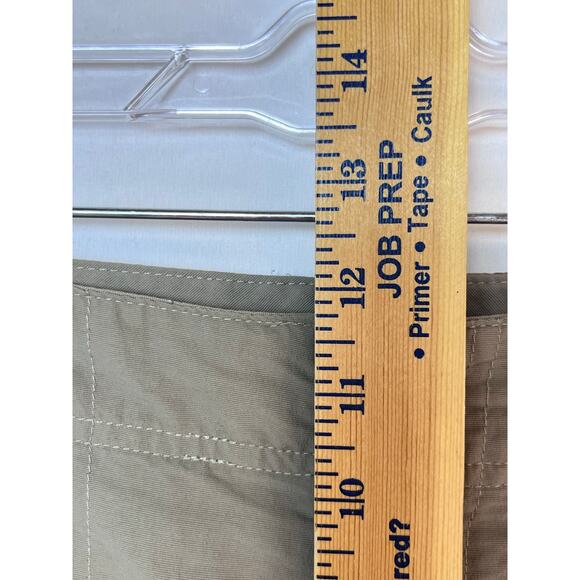 14
13
12
11
10
JOB PREP
• Primer • Tape • Caulk
red?